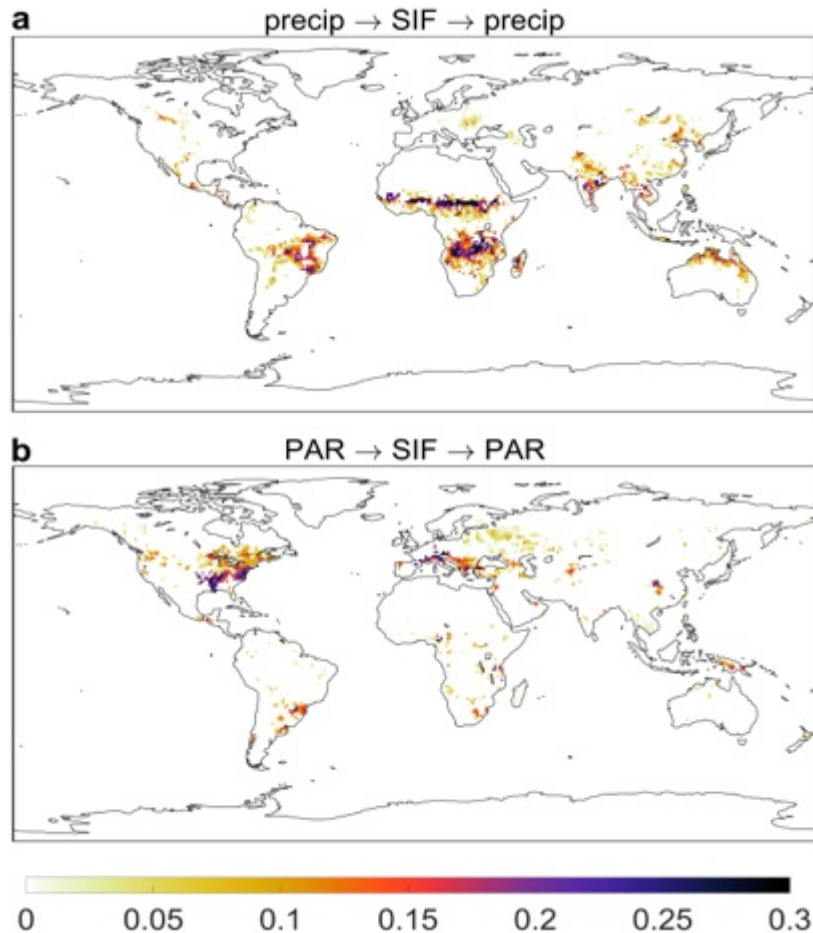 a precip → SIF → precip
b PAR → SIF → PAR
0 0.05 0.1 0.15 0.2 0.25 0.3